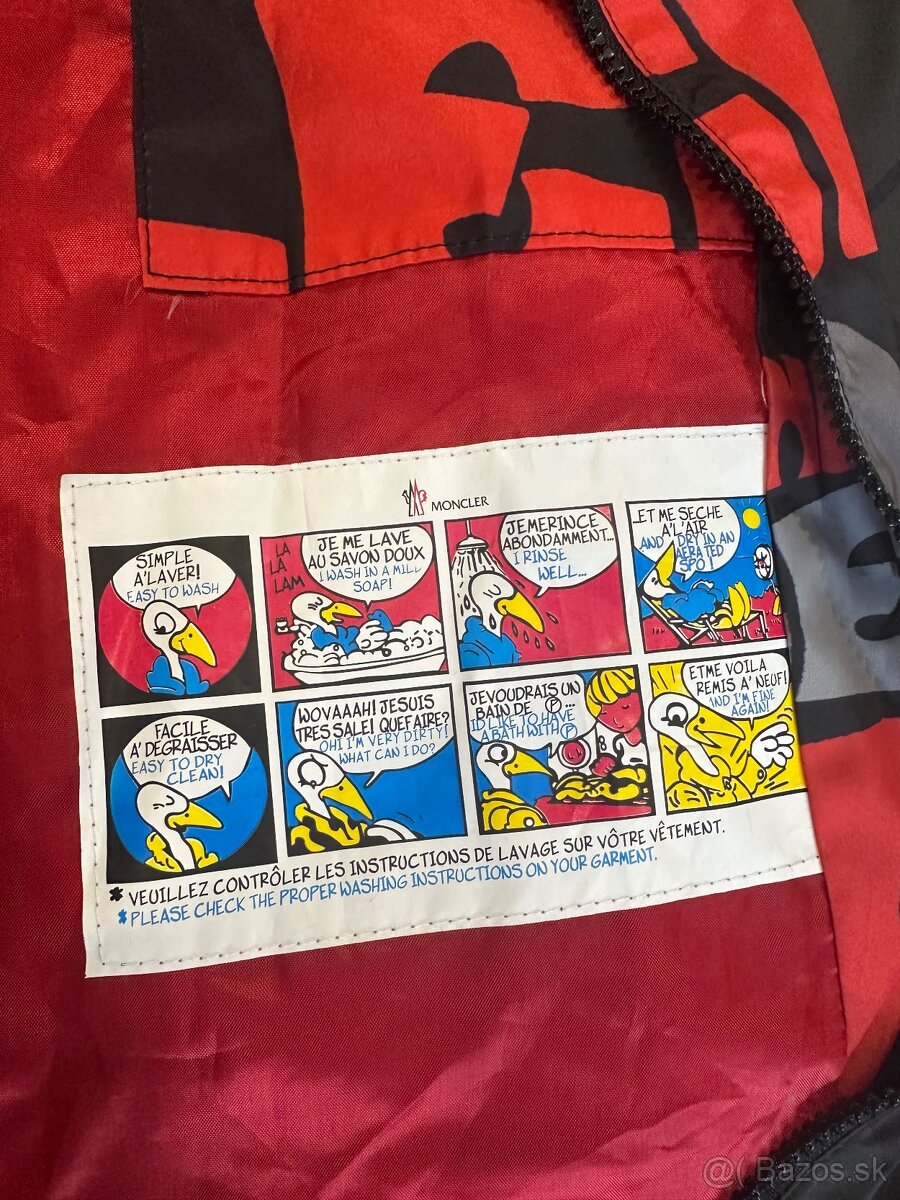 MONCLER
SIMPLE
A'LAVER!
EASY TO WASH
LA
LA
LAM
JE ME LAVE
AU SAVON DOUX
I WASH IN A MILL
SOAP!
JEMERINCE
ABONDAMMENT...
I RINSE
WELL...
..ET ME SECHE
A'L'AIR
AND DRY IN AN
AERATED
SPO!
FACILE
A'DEGRAISSER
EASY TO DRY
CLEAN!
WOVAAAH! JESUIS
TRES SALE! QUEFAIRE?
OH! I'M VERY DIRTY!
WHAT CAN I DO?
JEVOUDRAIS UN
BAIN DE Ⓟ...
I'D LIKE TO HAVE
A BATH WITH Ⓟ
ETME VOILA
REMIS A' NEUF!
AND I'M FINE
AGAIN!
* VEUILLEZ CONTRÔLER LES INSTRUCTIONS DE LAVAGE SUR VÔTRE VÊTEMENT.
* PLEASE CHECK THE PROPER WASHING INSTRUCTIONS ON YOUR GARMENT.
@( Bazos.sk